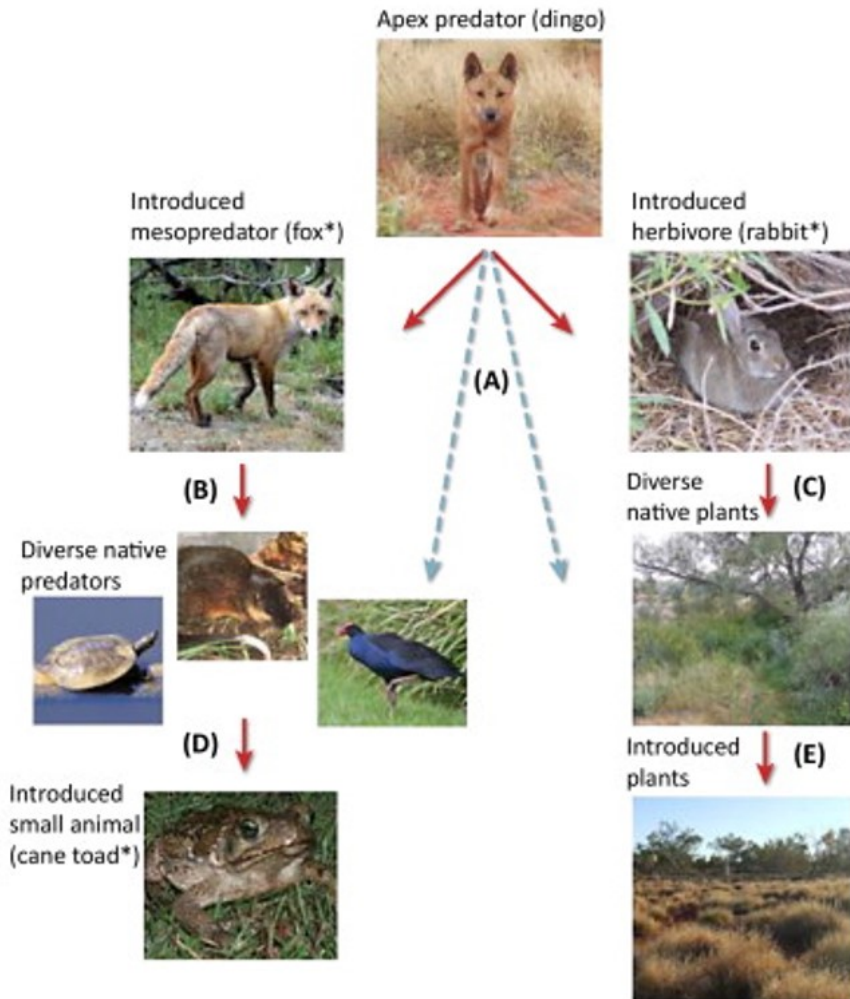 Apex predator (dingo)
Introduced
mesopredator (fox*)
Introduced
herbivore (rabbit*)
(A)
(B)
Diverse
native plants
(C)
Diverse native
predators
(D)
Introduced
plants
(E)
Introduced
small animal
(cane toad*)